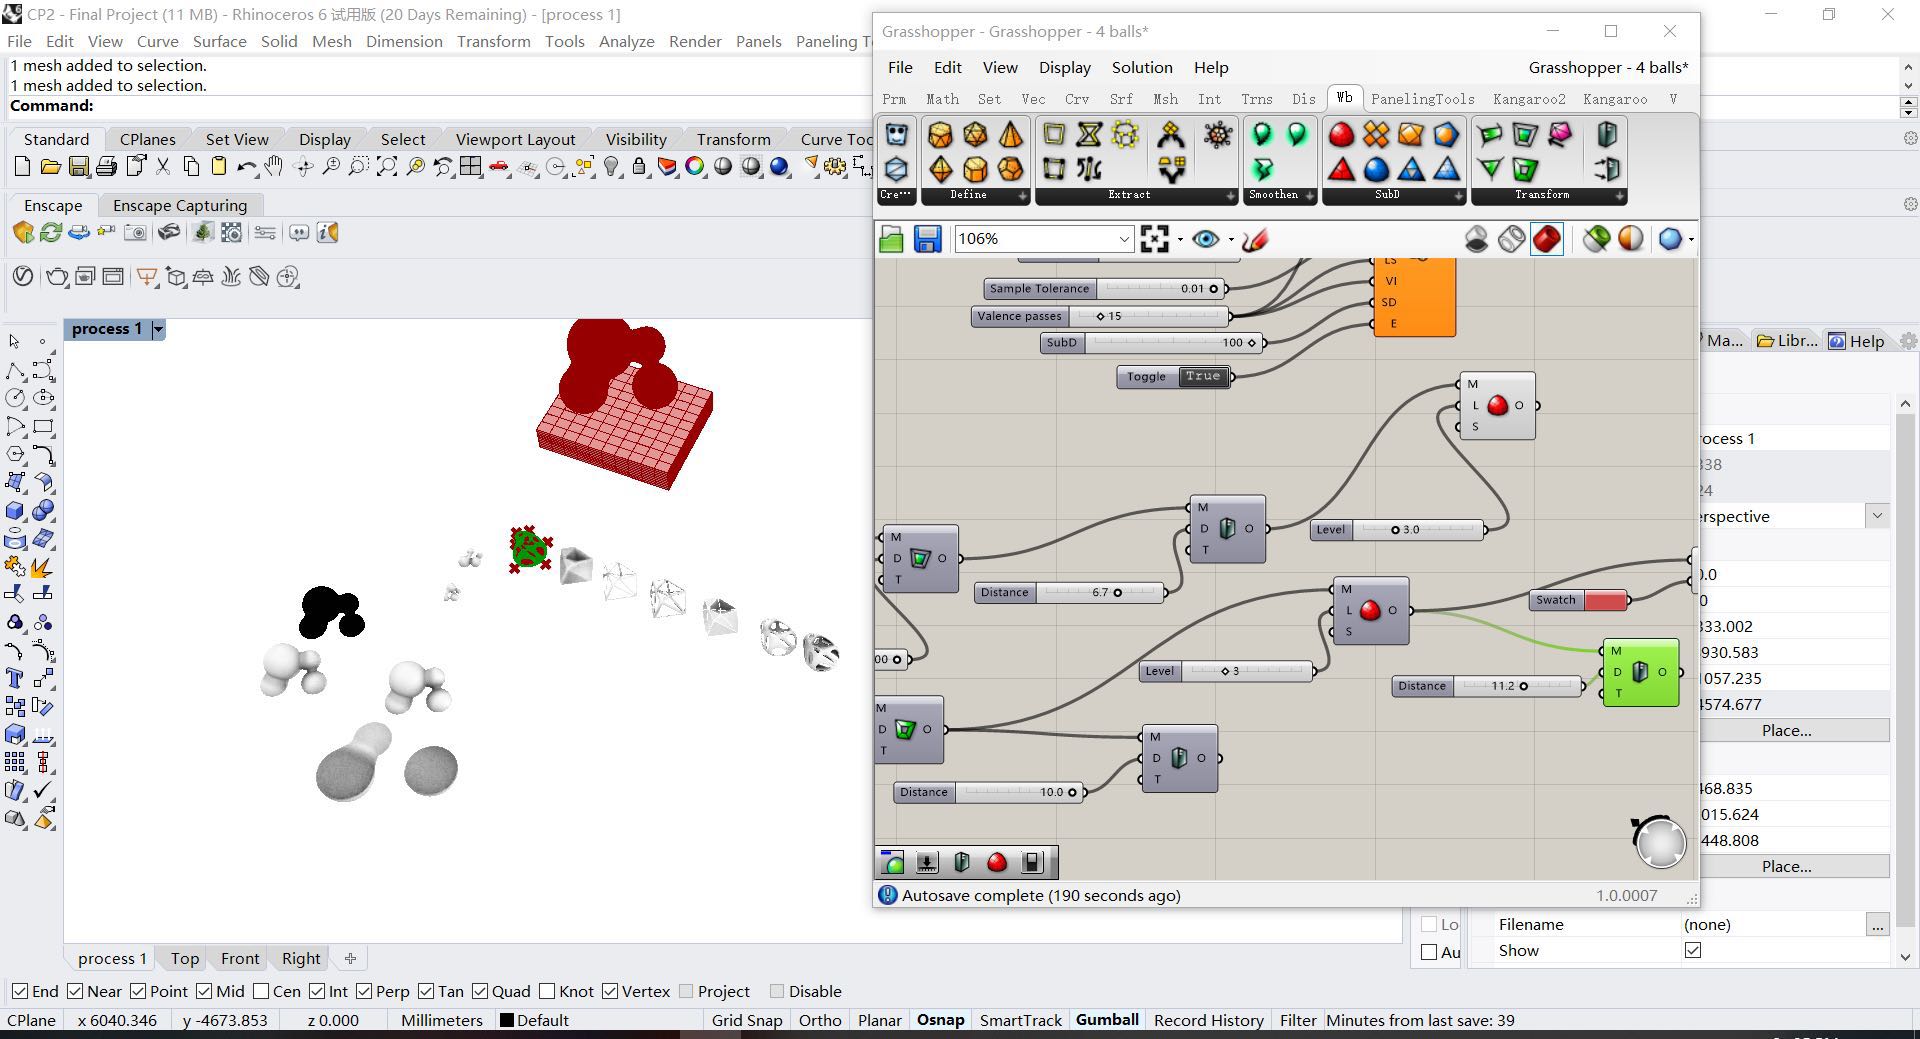 CP2 - Final Project (11 MB) - Rhinoceros 6 试用版 (20 Days Remaining) - [process 1]
File Edit View Curve Surface Solid Mesh Dimension Transform Tools Analyze Render Panels Paneling T
1 mesh added to selection.
1 mesh added to selection.
Command:
Standard CPlanes Set View Display Select Viewport Layout Visibility Transform Curve Too
Enscape Enscape Capturing
process 1
Grasshopper - Grasshopper - 4 balls*
File Edit View Display Solution Help Grasshopper - 4 balls*
Prm Math Set Vec Crv Srf Msh Int Trns Dis Wb PanelingTools Kangaroo2 Kangaroo V
Cre··· Define Extract Smoothen SubD Transform
106%
LS
Sample Tolerance 0.01
VI
Valence passes 15
SD
SubD 100
E
Toggle True
M
L O
S
M
D O
T
Level 3.0
M
D O
T
Distance 6.7
M
L O
S
Swatch
00
Level 3
M
D O
T
Distance 11.2
M
D O
T
M
D O
T
Distance 10.0
Autosave complete (190 seconds ago) 1.0.0007
Ma... Libr... Help
rocess 1
338
24
erspective
0.0
0
333.002
930.583
1057.235
4574.677
Place...
468.835
015.624
448.808
Place...
Lo
Au
Filename (none) ...
Show
process 1 Top Front Right
End Near Point Mid Cen Int Perp Tan Quad Knot Vertex Project Disable
CPlane x 6040.346 y -4673.853 z 0.000 Millimeters Default Grid Snap Ortho Planar Osnap SmartTrack Gumball Record History Filter Minutes from last save: 39